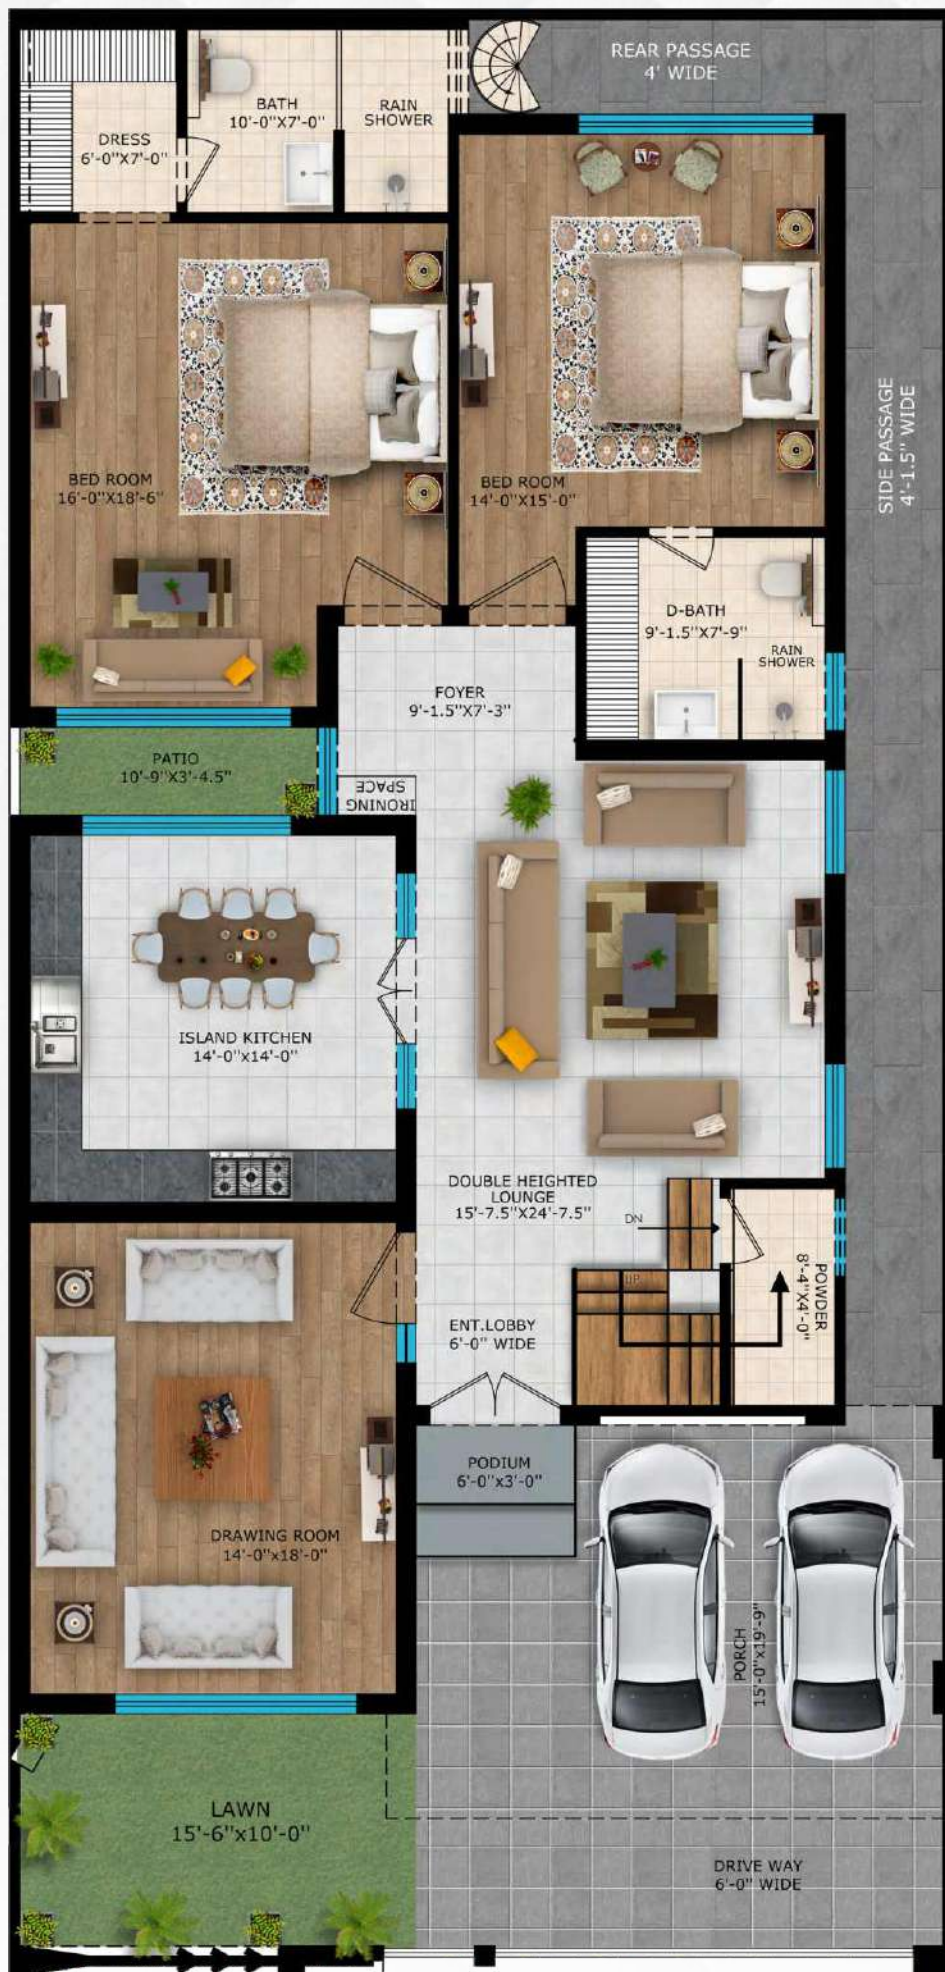 REAR PASSAGE
4' WIDE
BATH
10'-0"X7'-0"
RAIN
SHOWER
DRESS
6'-0"X7'-0"
SIDE PASSAGE
4'-1.5" WIDE
BED ROOM
16'-0"X18'-6"
BED ROOM
14'-0"X15'-0"
D-BATH
9'-1.5"X7'-9"
RAIN
SHOWER
FOYER
9'-1.5"X7'-3"
PATIO
10'-9"X3'-4.5"
IRONING
SPACE
ISLAND KITCHEN
14'-0"x14'-0"
DOUBLE HEIGHTED
LOUNGE
15'-7.5"X24'-7.5"
DN
UP
POWDER
8'-4"X4'-0"
ENT.LOBBY
6'-0" WIDE
PODIUM
6'-0"x3'-0"
DRAWING ROOM
14'-0"x18'-0"
PORCH
15'-0"x19'-9"
LAWN
15'-6"x10'-0"
DRIVE WAY
6'-0" WIDE